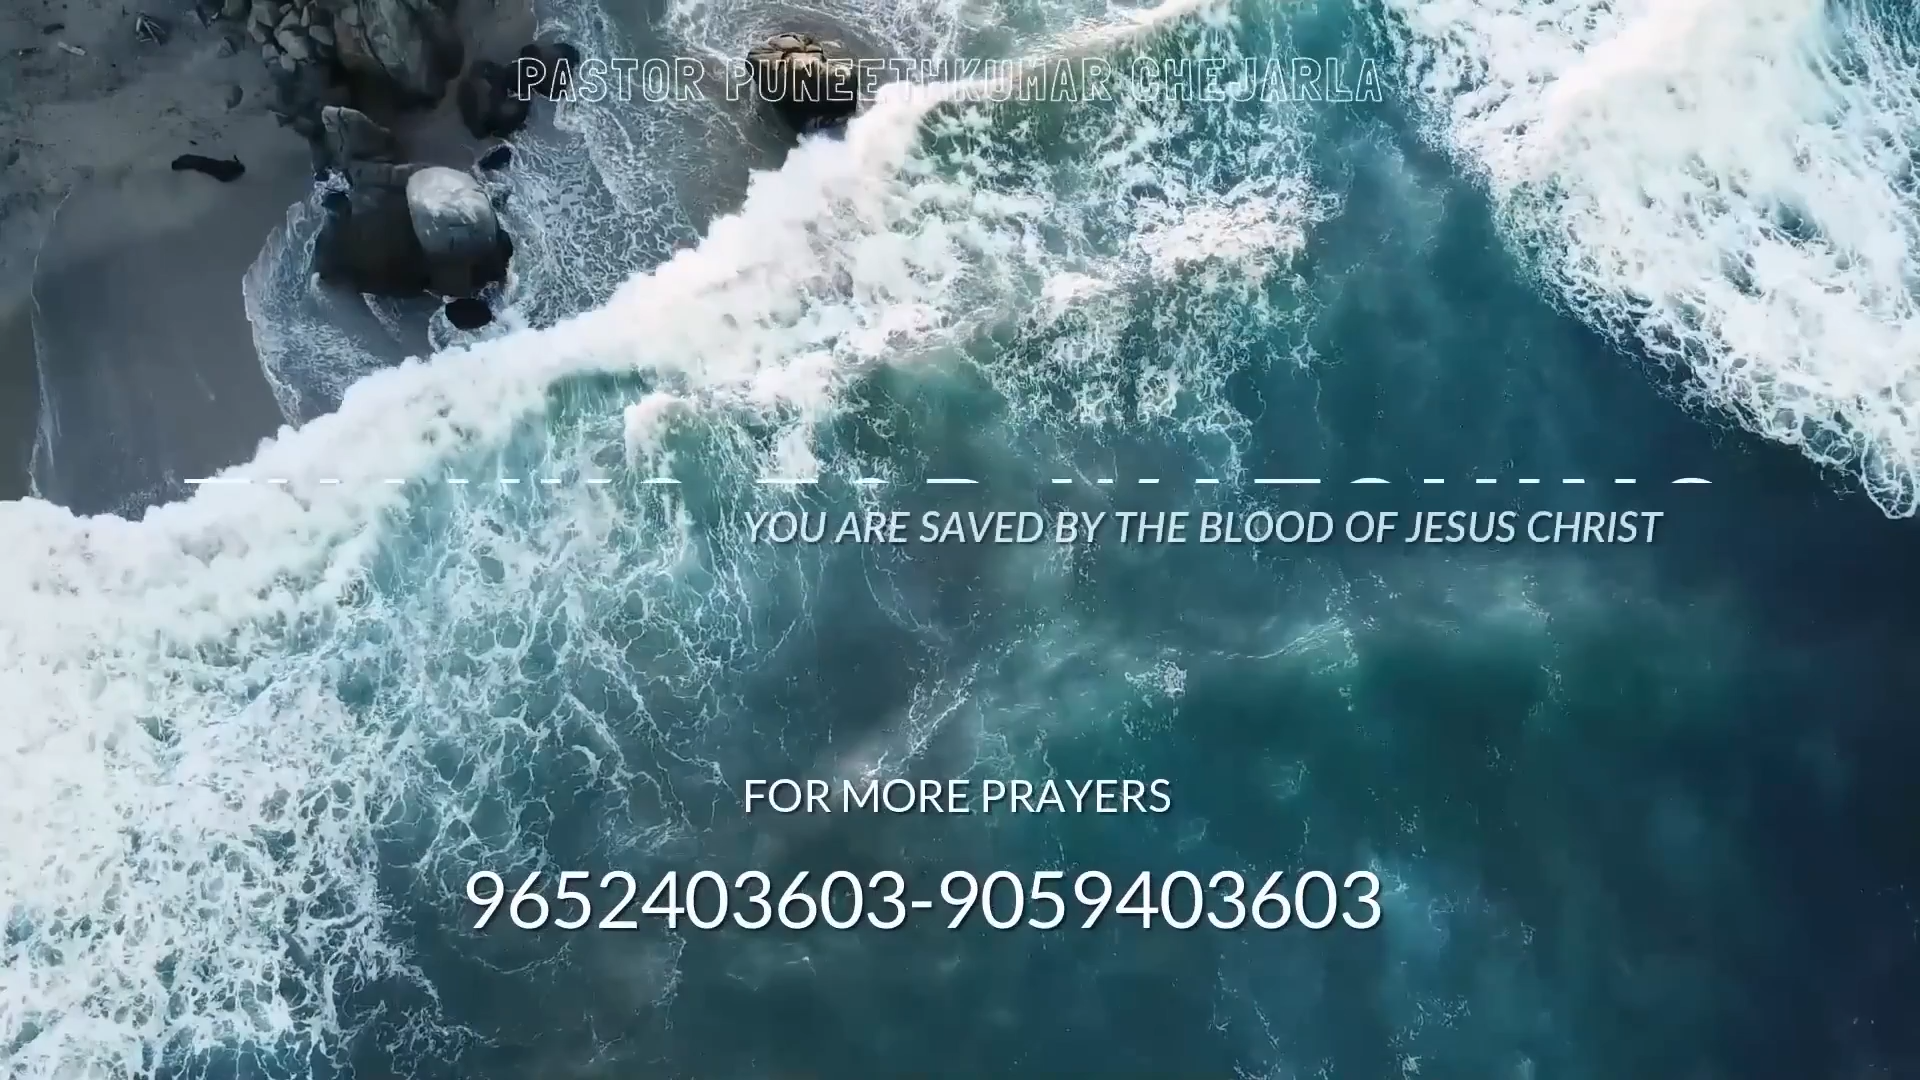 PASTOR PUNEETHKUMAR CHEJARLA
YOU ARE SAVED BY THE BLOOD OF JESUS CHRIST
FOR MORE PRAYERS
9652403603-9059403603